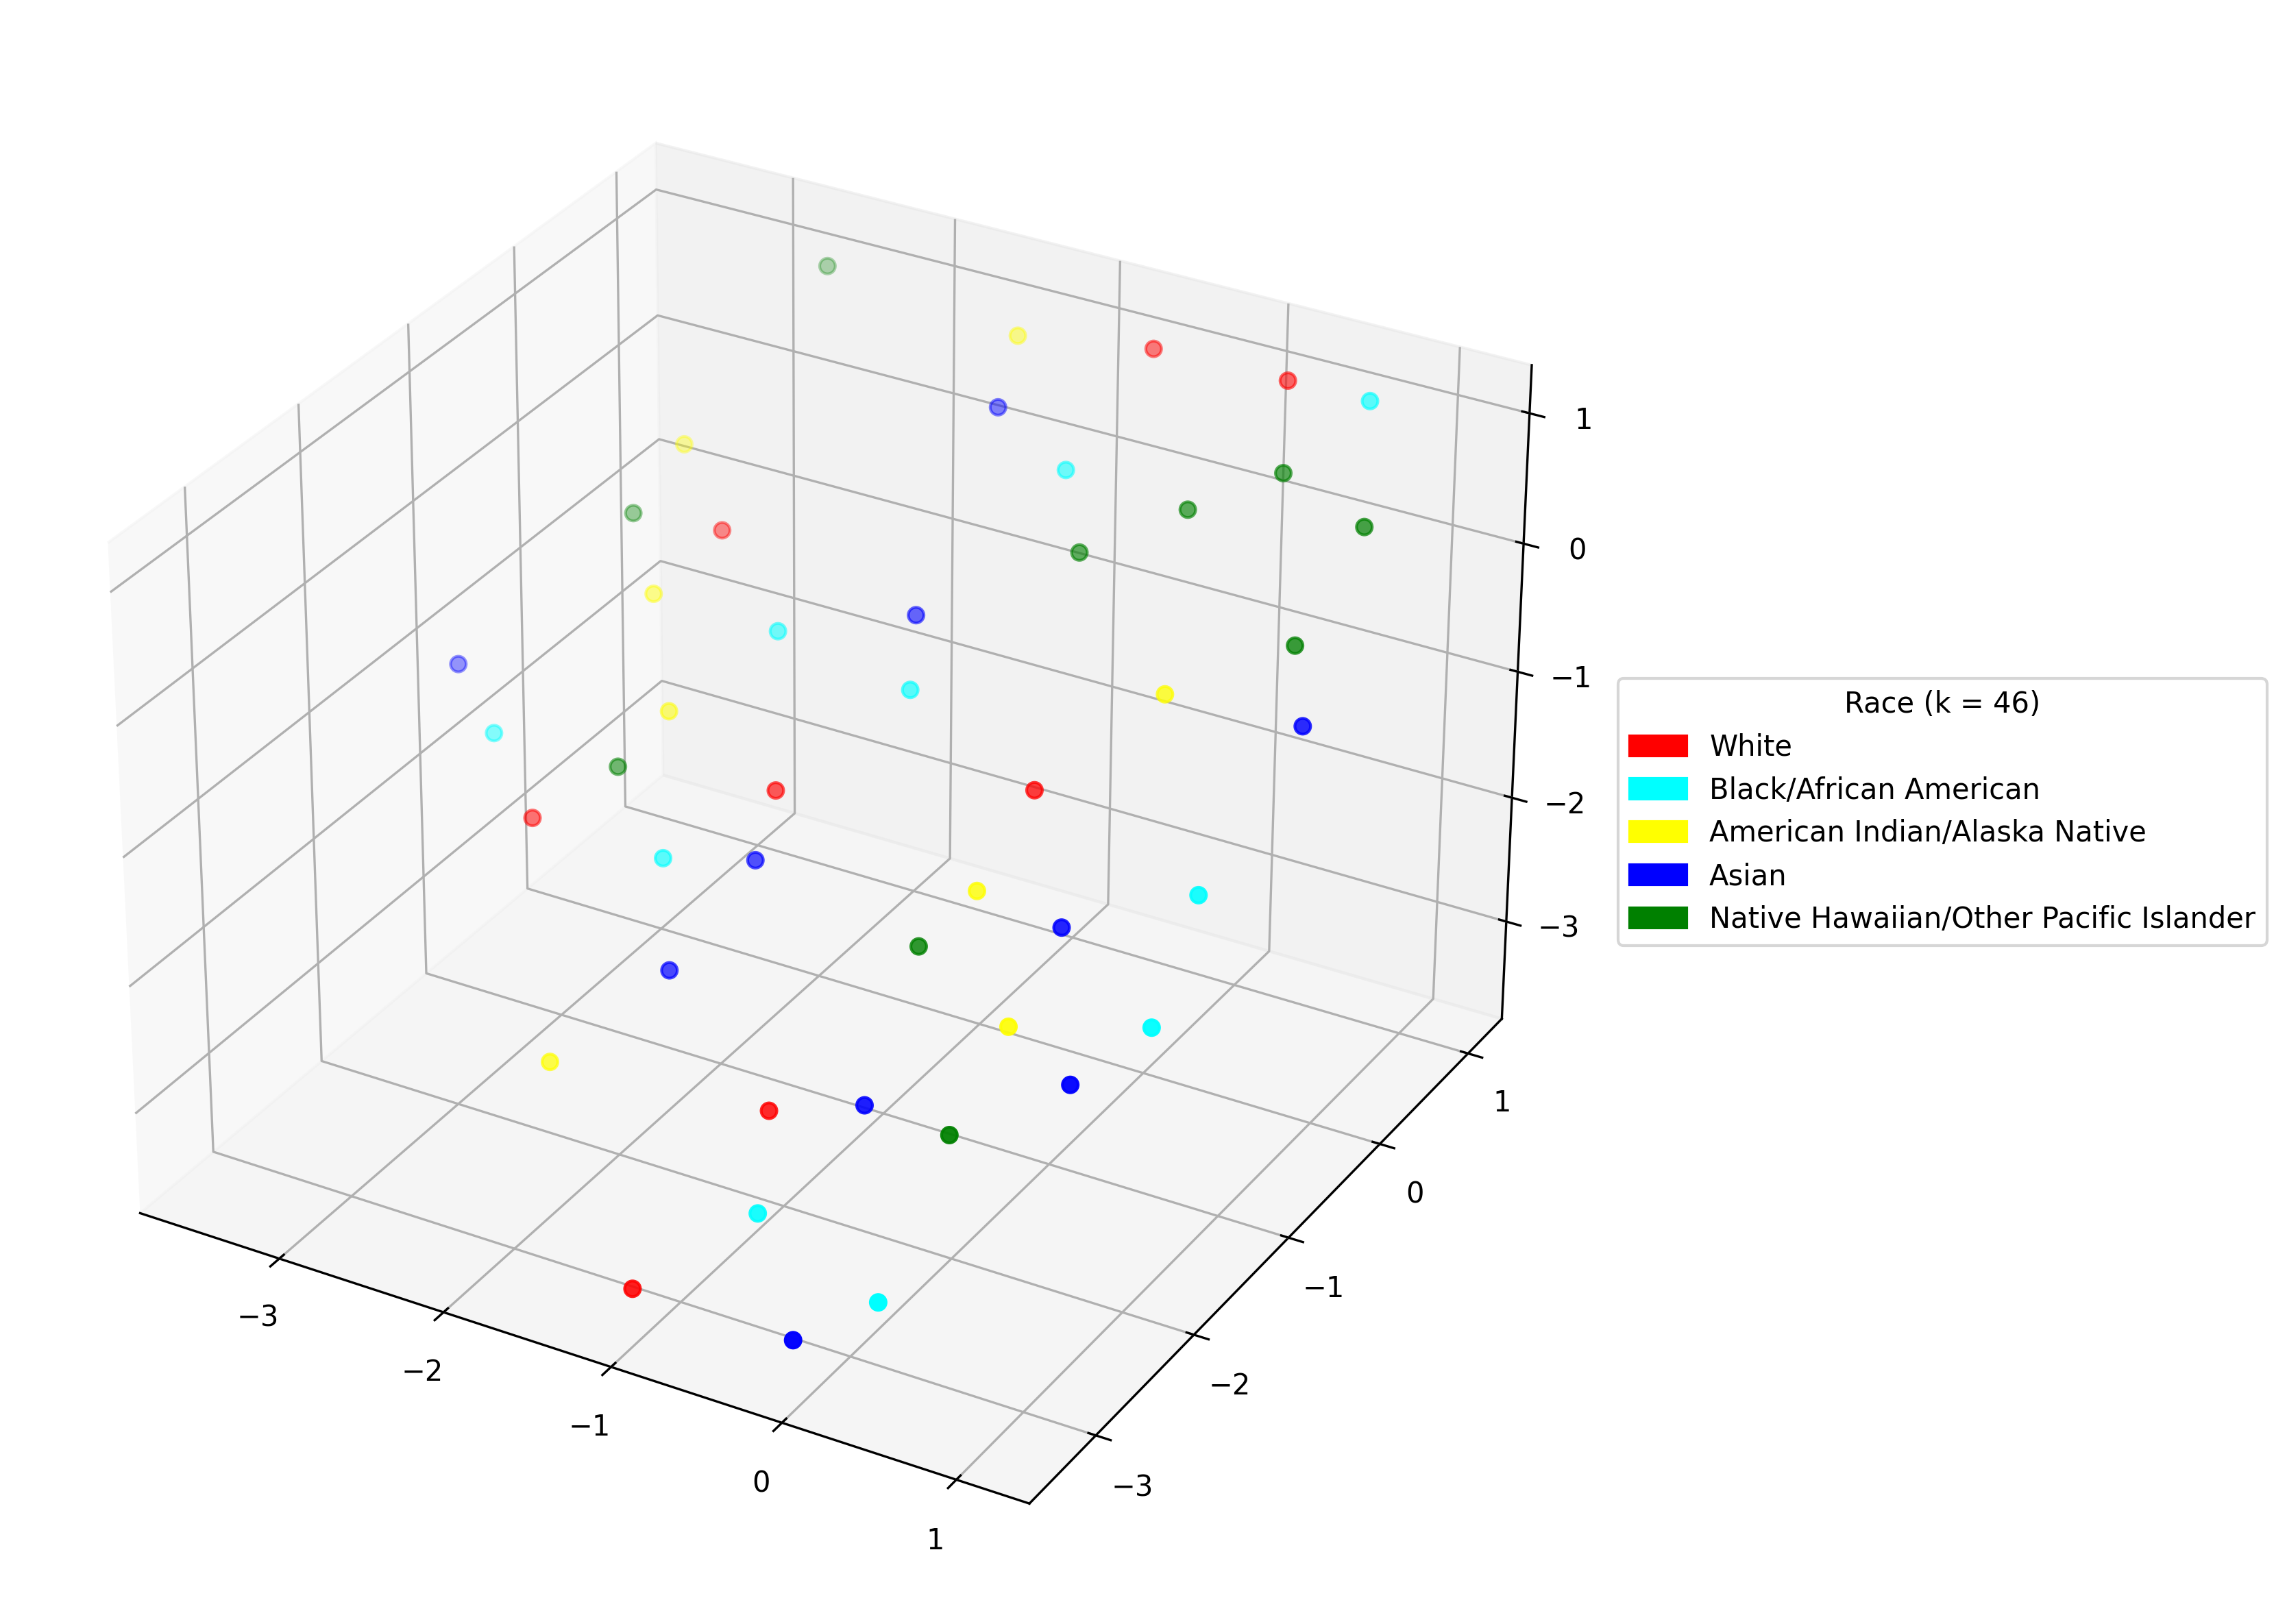 1
0
−1
−2
−3
Race (k = 46)
White
Black/African American
American Indian/Alaska Native
Asian
Native Hawaiian/Other Pacific Islander
1
0
−1
−2
−3
−3
−2
−1
0
1